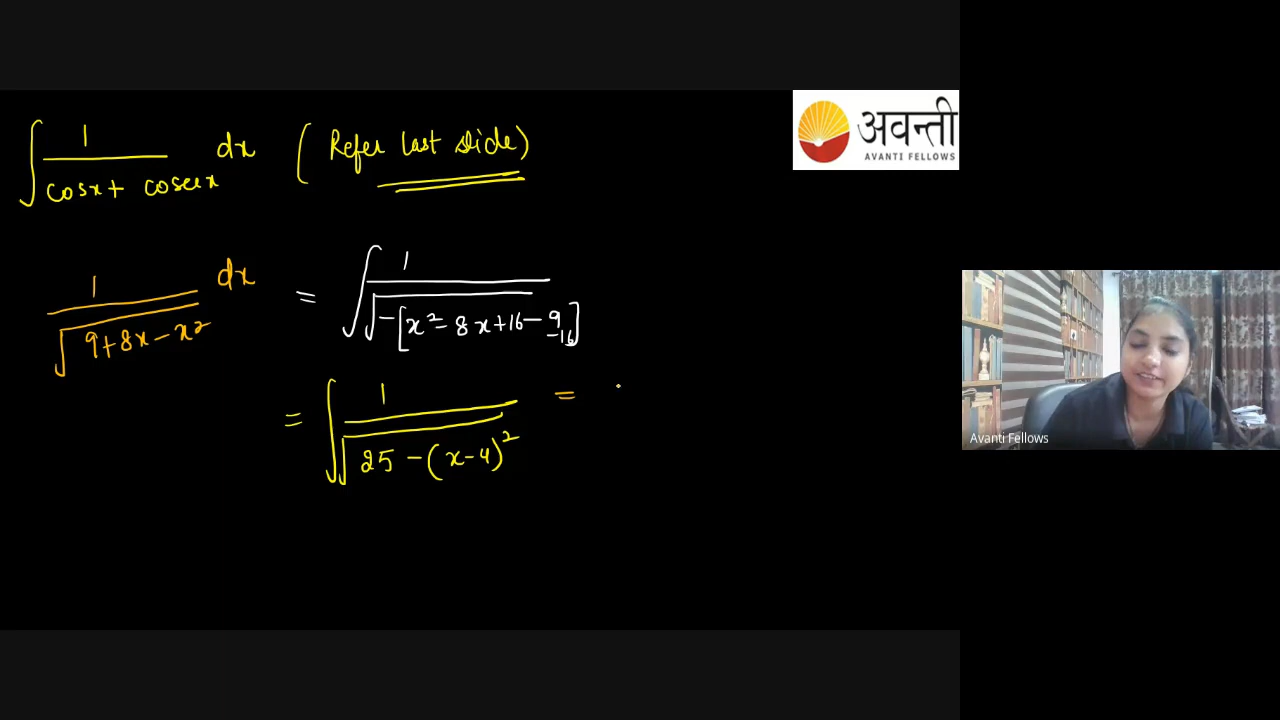 ∫ 1/(cosx + cosecx) dx (Refer last slide)
अवन्ती
AVANTI FELLOWS
1/√(9+8x-x²) dx = ∫ 1/√(-[x²-8x+16-9-16])
= ∫ 1/√(25-(x-4)²) =
Avanti Fellows